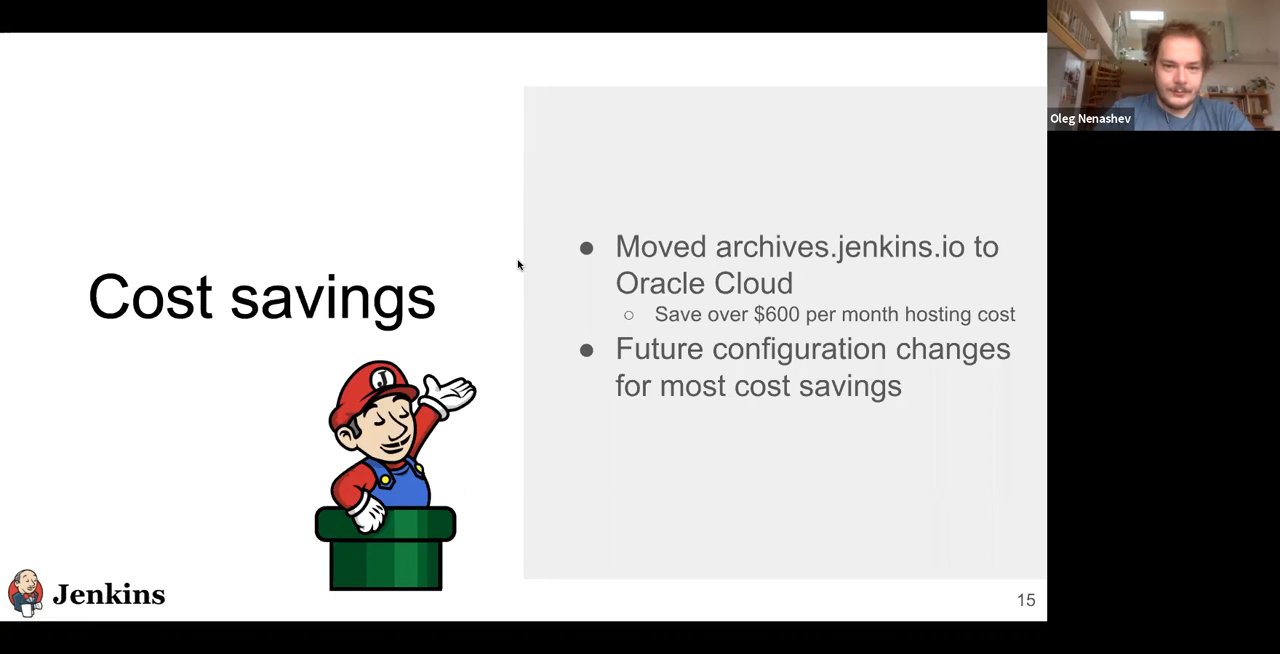 Cost savings
● Moved archives.jenkins.io to
Oracle Cloud
○ Save over $600 per month hosting cost
● Future configuration changes
for most cost savings
J
Jenkins
15
Oleg Nenashev